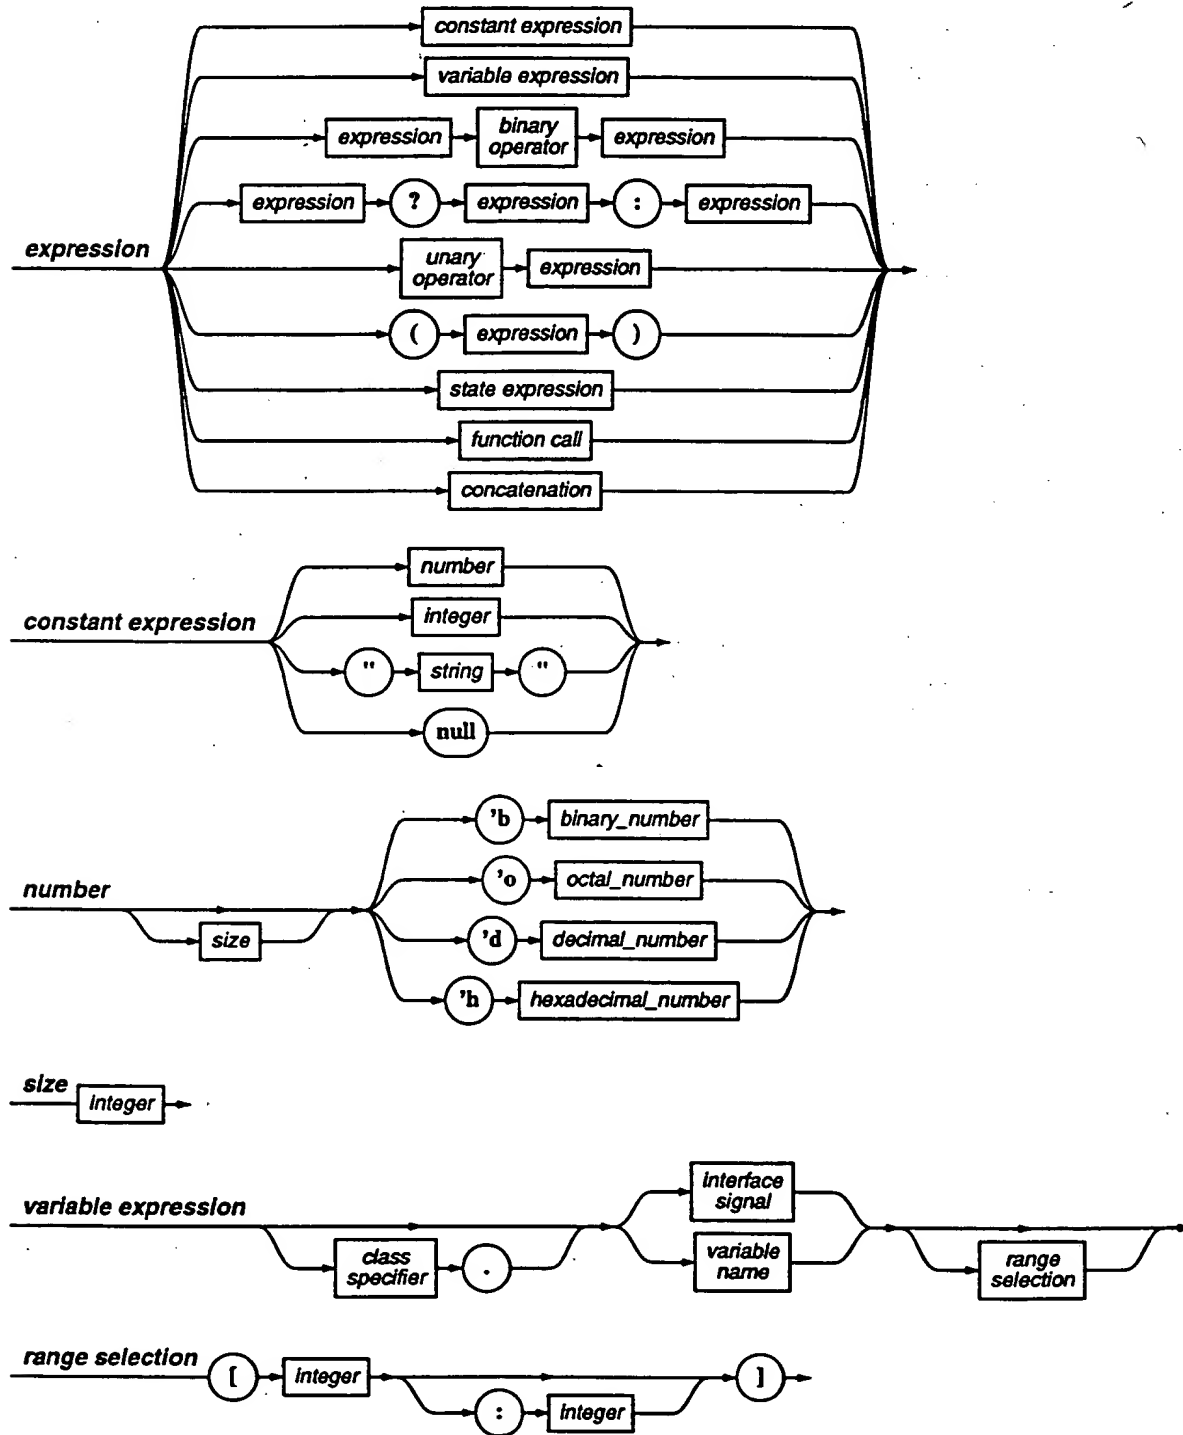 constant expression
variable expression
expression binary operator expression
expression ? expression : expression
expression
unary operator expression
( expression )
state expression
function call
concatenation
number
constant expression
integer
" string "
null
'b binary_number
number
'o octal_number
size
'd decimal_number
'h hexadecimal_number
size
integer
variable expression
interface signal
class specifier .
variable name
range selection
range selection
[ integer : integer ]